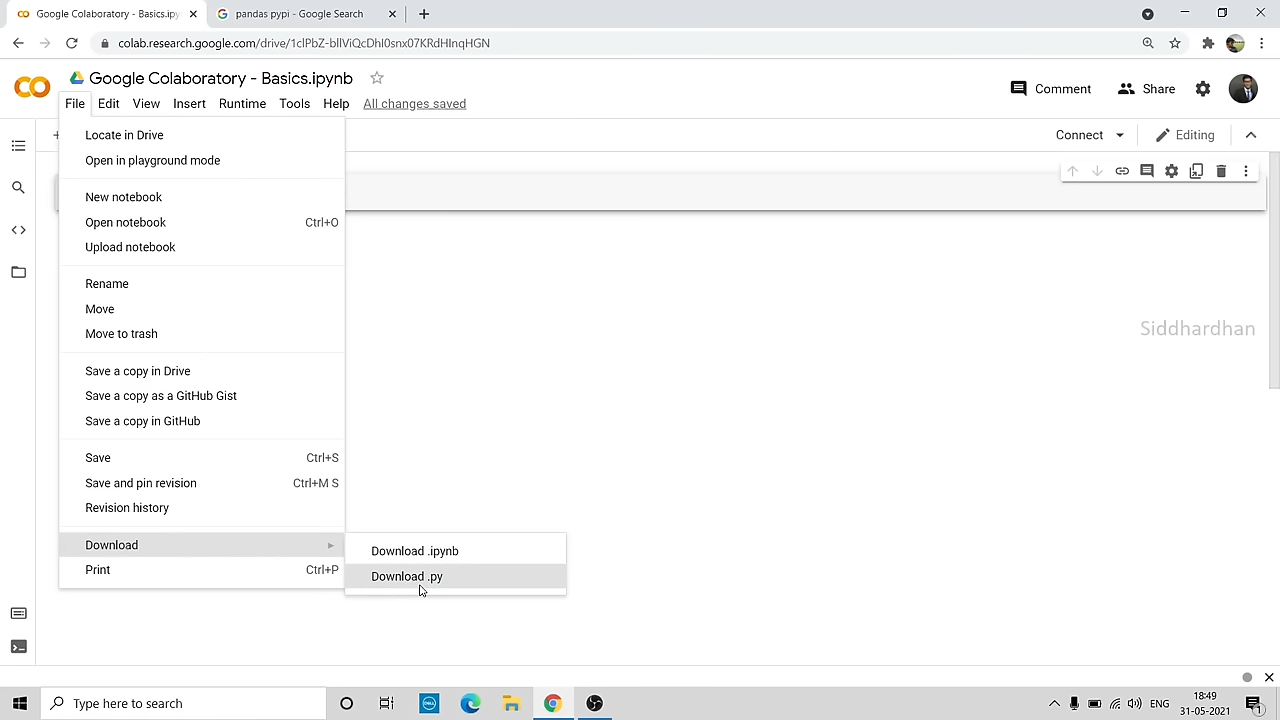 Google Colaboratory - Basics.ipy
pandas pypi - Google Search
colab.research.google.com/drive/1clPbZ-bllViQcDhI0snx07KRdHInqHGN
Google Colaboratory - Basics.ipynb
File Edit View Insert Runtime Tools Help All changes saved
Comment Share
Connect Editing
Locate in Drive
Open in playground mode
New notebook
Open notebook Ctrl+O
Upload notebook
Rename
Move
Move to trash
Save a copy in Drive
Save a copy as a GitHub Gist
Save a copy in GitHub
Save Ctrl+S
Save and pin revision Ctrl+M S
Revision history
Download
Download .ipynb
Download .py
Print Ctrl+P
Siddhardhan
Type here to search
DELL
ENG
18:49
31-05-2021
1